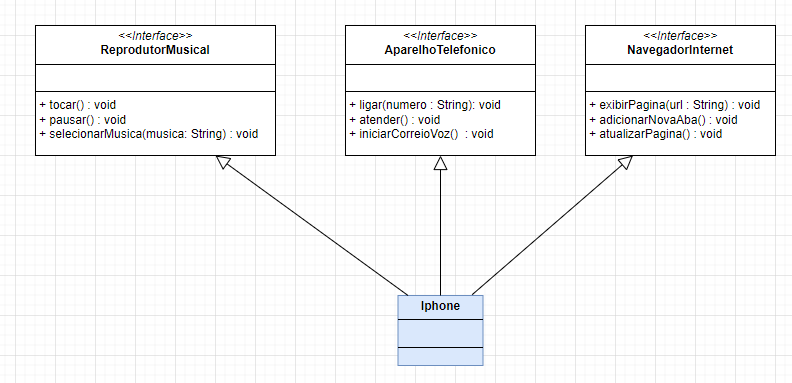 <<Interface>>
ReprodutorMusical
+ tocar() : void
+ pausar() : void
+ selecionarMusica(musica: String) : void
<<Interface>>
AparelhoTelefonico
+ ligar(numero : String): void
+ atender() : void
+ iniciarCorreioVoz() : void
<<Interface>>
NavegadorInternet
+ exibirPagina(url : String) : void
+ adicionarNovaAba() : void
+ atualizarPagina() : void
Iphone